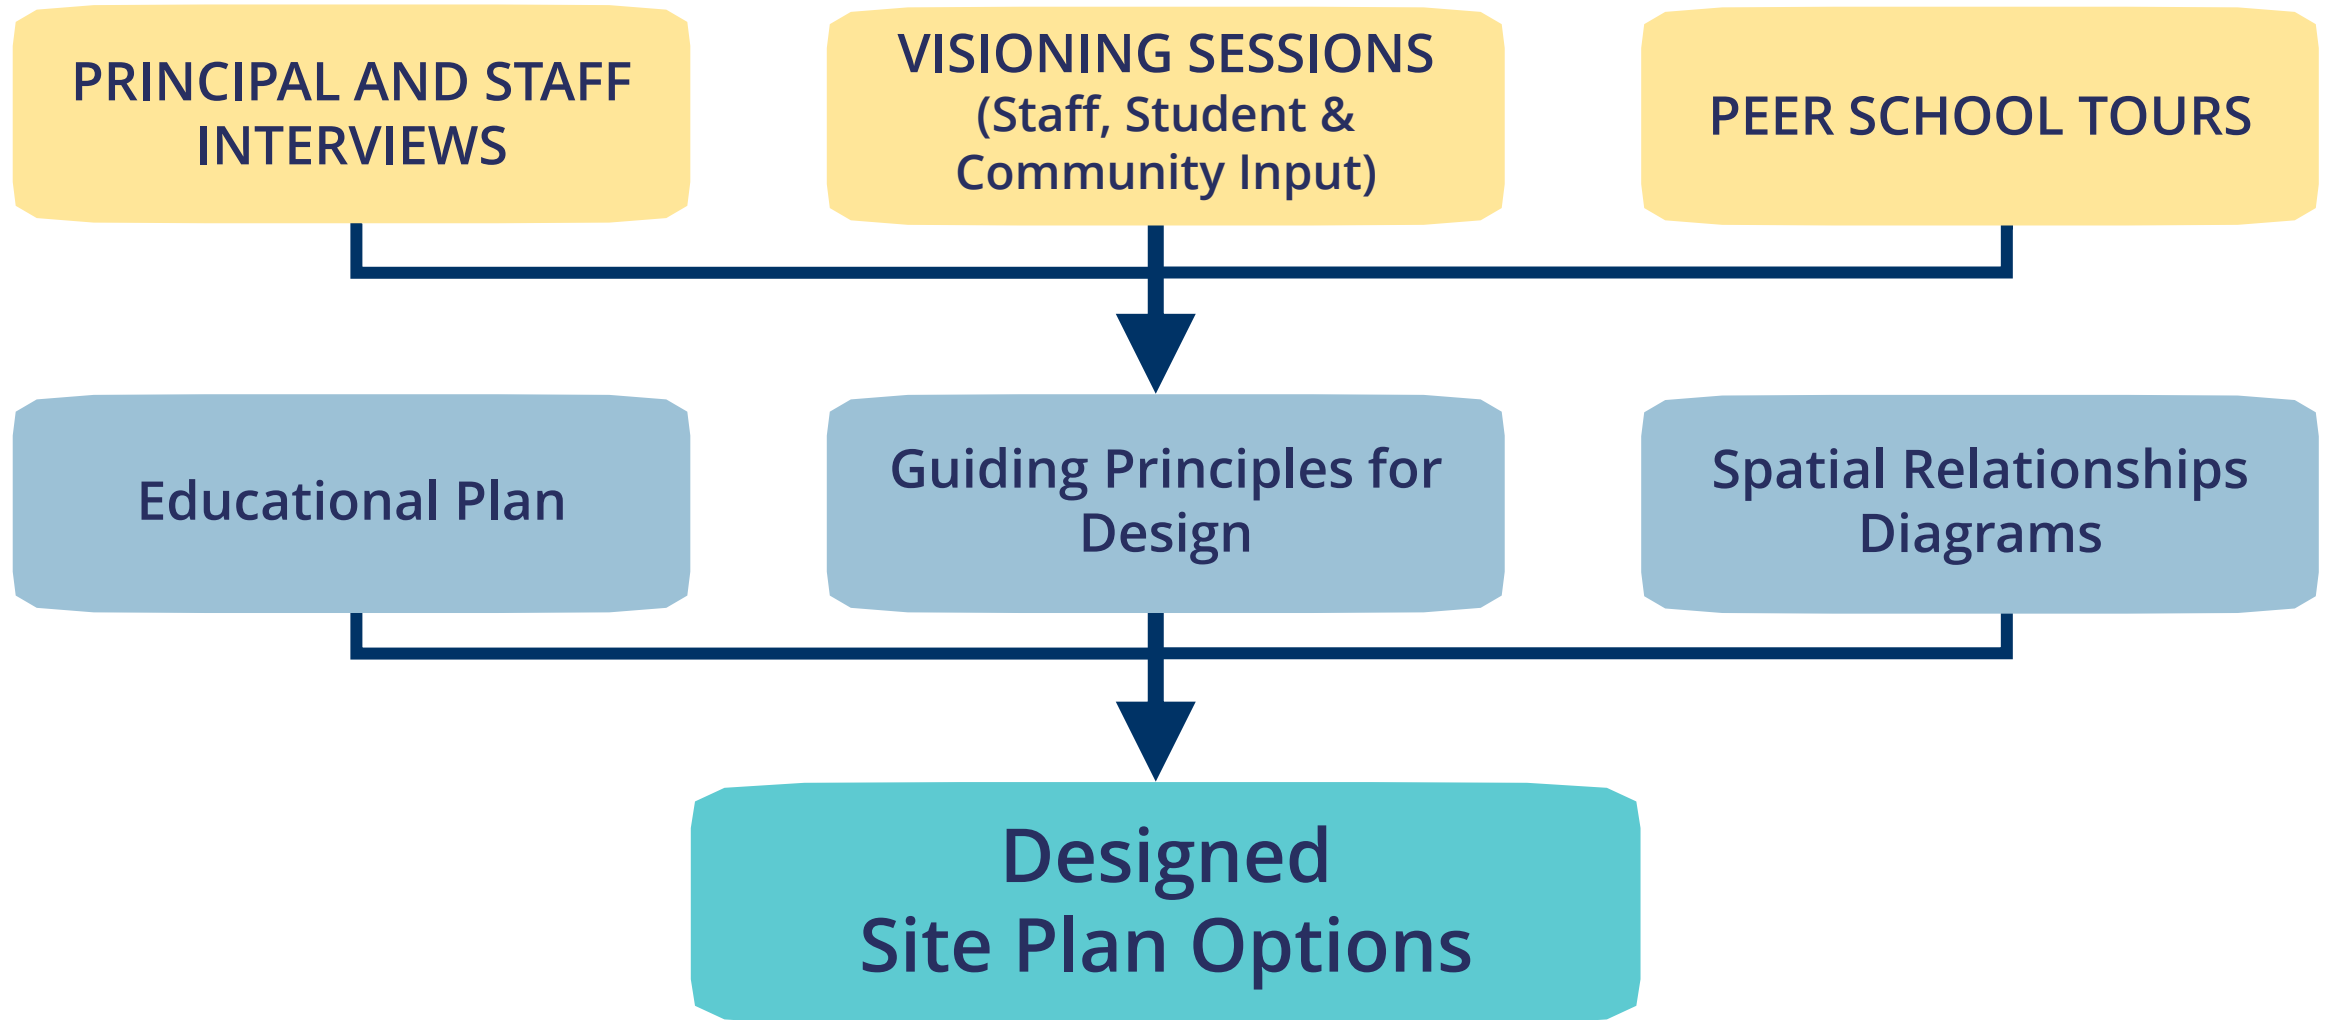 PRINCIPAL AND STAFF
INTERVIEWS
VISIONING SESSIONS
(Staff, Student &
Community Input)
PEER SCHOOL TOURS
Educational Plan
Guiding Principles for
Design
Spatial Relationships
Diagrams
Designed
Site Plan Options